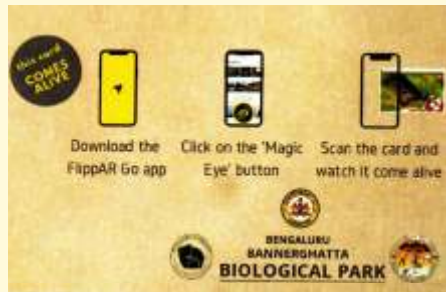 this card
COMES
ALIVE
Download the
FlippAR Go app
Click on the 'Magic
Eye' button
Scan the card and
watch it come alive
BENGALURU
BANNERGHATTA
BIOLOGICAL PARK